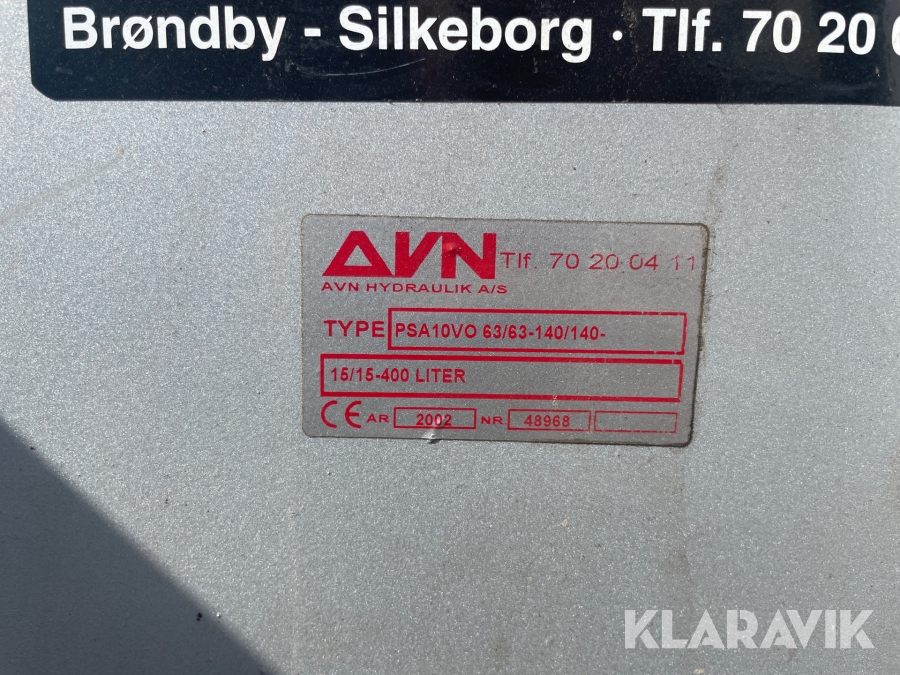 Brøndby - Silkeborg · Tlf. 70 20
AVN Tlf. 70 20 04 11
AVN HYDRAULIK A/S
TYPE PSA10VO 63/63-140/140-
15/15-400 LITER
CE ÅR 2002 NR 48968
KLARAVIK